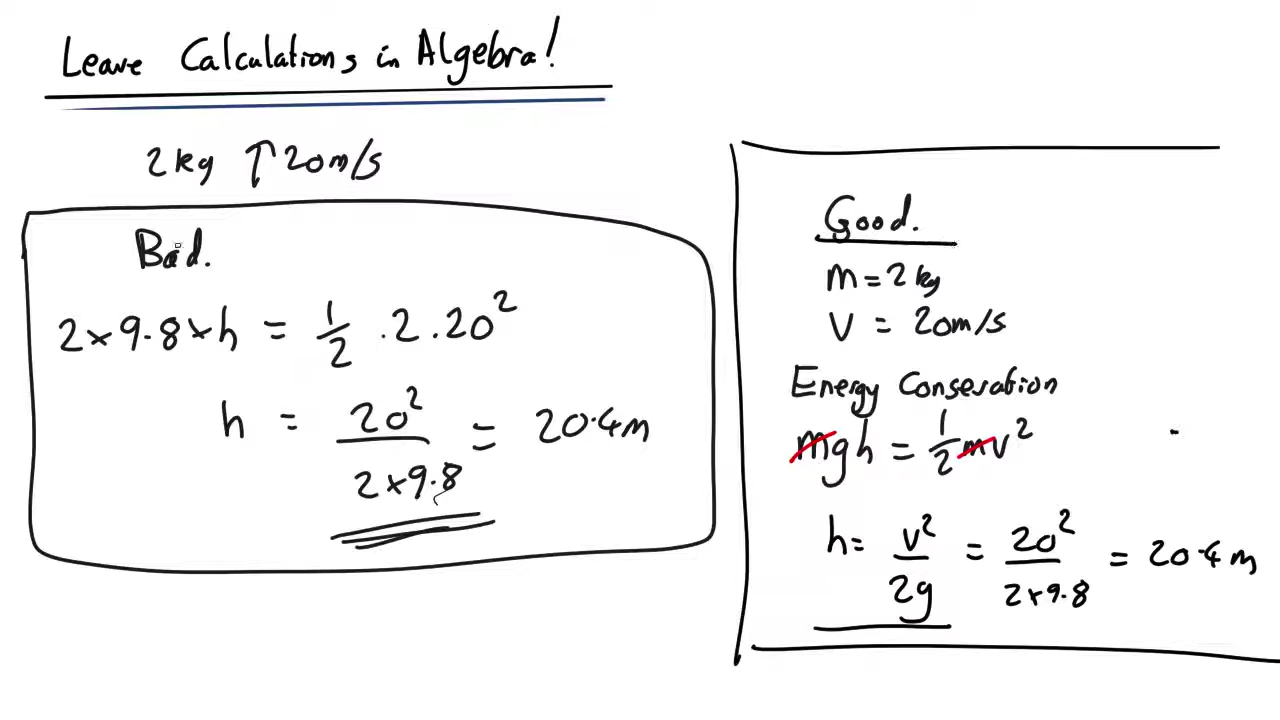 Leave Calculations in Algebra!
2kg ↑20m/s
Bad.
2×9.8×h = 1/2 .2.20²
h = 20²/2×9.8 = 20.4m
Good.
m = 2kg
V = 20m/s
Energy Conseration
mgh = 1/2 mv²
h = v²/2g = 20²/2×9.8 = 20.4m